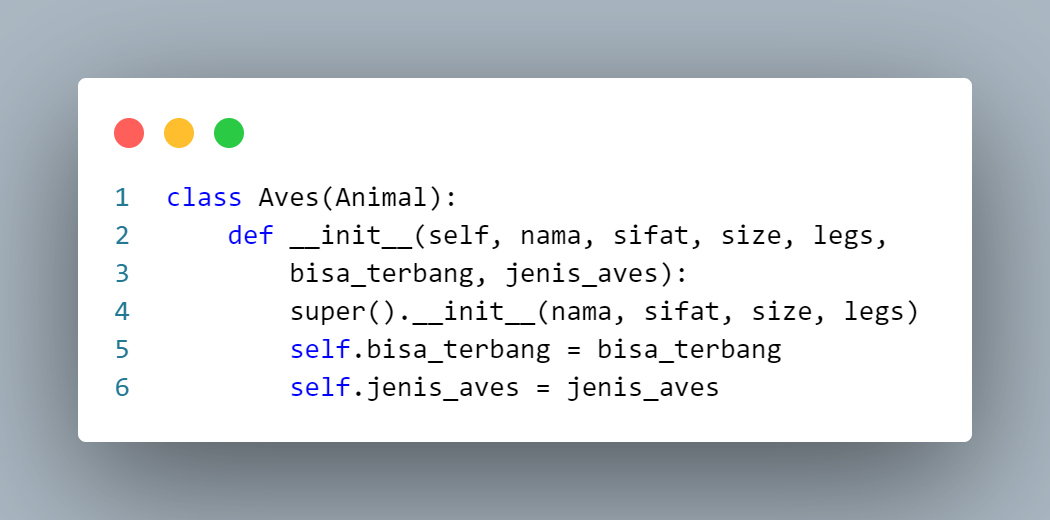 1 class Aves(Animal):
2     def __init__(self, nama, sifat, size, legs,
3         bisa_terbang, jenis_aves):
4         super().__init__(nama, sifat, size, legs)
5         self.bisa_terbang = bisa_terbang
6         self.jenis_aves = jenis_aves